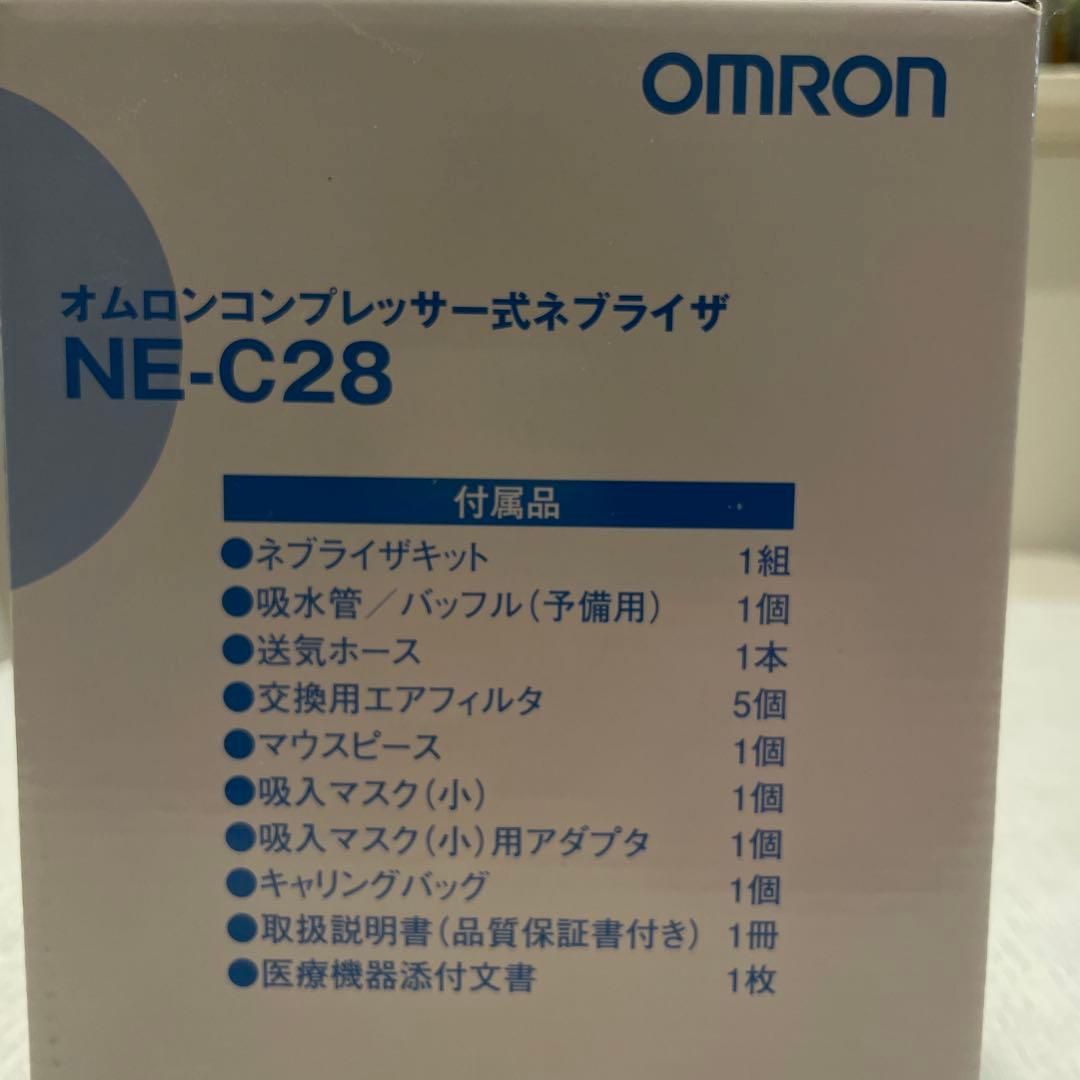 OMRON
オムロンコンプレッサー式ネブライザ
NE-C28
付属品
●ネブライザキット 1組
●吸水管／バッフル（予備用） 1個
●送気ホース 1本
●交換用エアフィルタ 5個
●マウスピース 1個
●吸入マスク（小） 1個
●吸入マスク（小）用アダプタ 1個
●キャリングバッグ 1個
●取扱説明書（品質保証書付き） 1冊
●医療機器添付文書 1枚